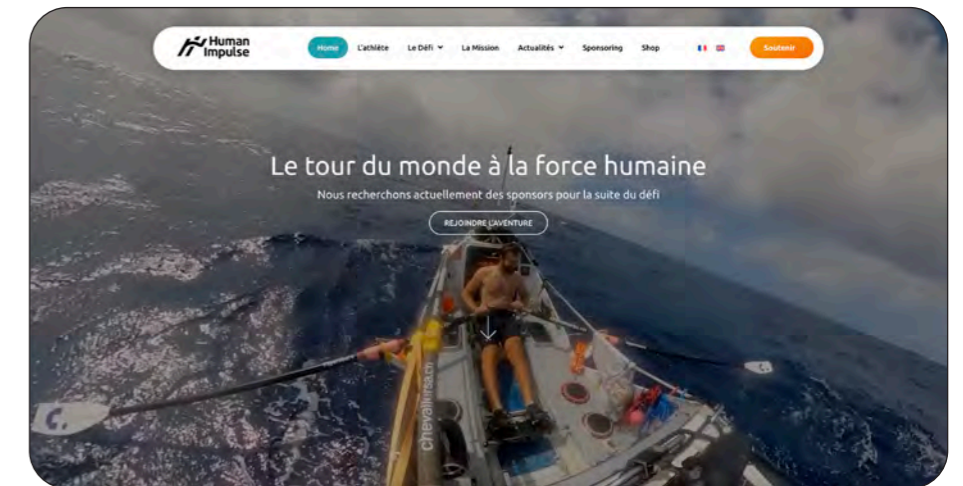 Human
Impulse
Home
L'athlète
Le Défi
La Mission
Actualités
Sponsoring
Shop
Soutenir
Le tour du monde à la force humaine
Nous recherchons actuellement des sponsors pour la suite du défi
REJOINDRE L'AVENTURE
chevalleysa.ch